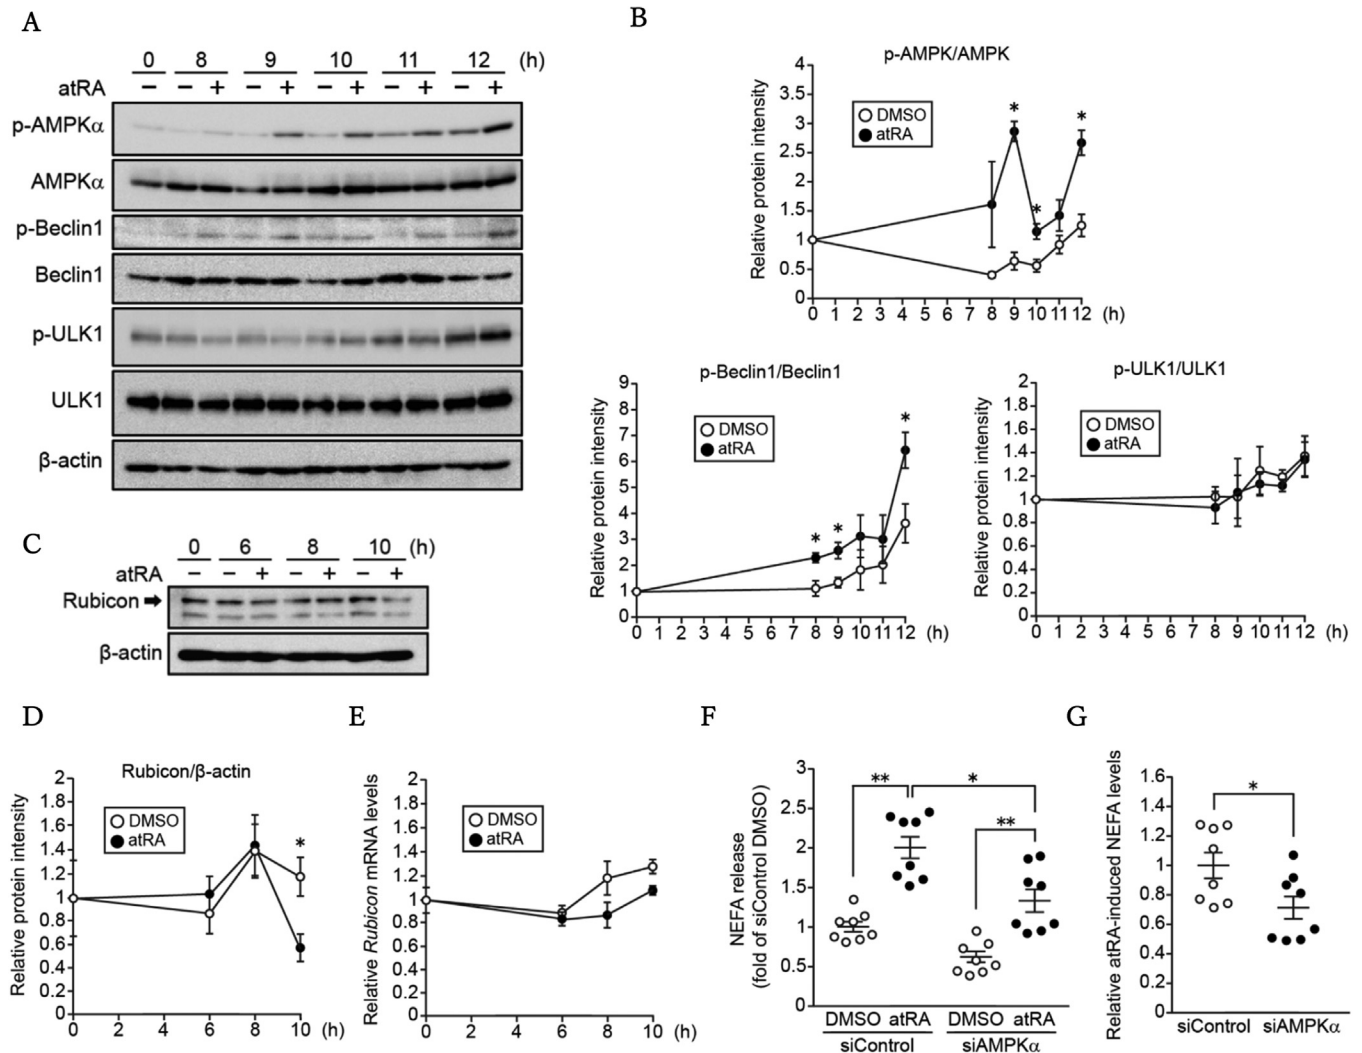 A
0 8 9 10 11 12 (h)
atRA − − + − + − + − + − +
p-AMPKα
AMPKα
p-Beclin1
Beclin1
p-ULK1
ULK1
β-actin
B
p-AMPK/AMPK
Relative protein intensity
4
3.5
3
2.5
2
1.5
1
0.5
0
DMSO
atRA
*
*
*
0 1 2 3 4 5 6 7 8 9 10 11 12 (h)
p-Beclin1/Beclin1
Relative protein intensity
9
8
7
6
5
4
3
2
1
0
DMSO
atRA
* * *
0 1 2 3 4 5 6 7 8 9 10 11 12 (h)
p-ULK1/ULK1
Relative protein intensity
2
1.8
1.6
1.4
1.2
1
0.8
0.6
0.4
0.2
0
DMSO
atRA
0 1 2 3 4 5 6 7 8 9 10 11 12 (h)
C
0 6 8 10 (h)
atRA − − + − + − +
Rubicon
β-actin
D
Rubicon/β-actin
Relative protein intensity
2
1.8
1.6
1.4
1.2
1
0.8
0.6
0.4
0.2
0
DMSO
atRA
*
0 2 4 6 8 10 (h)
E
Relative Rubicon mRNA levels
2
1.8
1.6
1.4
1.2
1
0.8
0.6
0.4
0.2
0
DMSO
atRA
0 2 4 6 8 10 (h)
F
NEFA release
(fold of siControl DMSO)
3
2.5
2
1.5
1
0.5
0
** *
**
DMSO atRA DMSO atRA
siControl siAMPKα
G
Relative atRA-induced NEFA levels
1.6
1.4
1.2
1
0.8
0.6
0.4
0.2
0
*
siControl siAMPKα